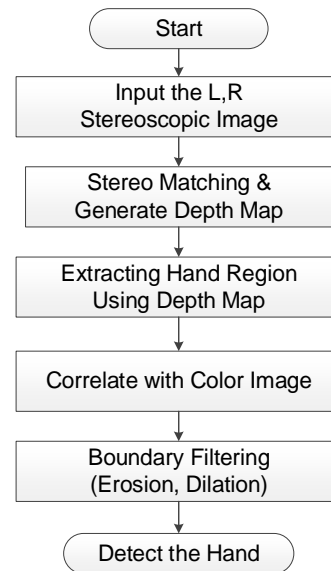 Start
Input the L,R
Stereoscopic Image
Stereo Matching &
Generate Depth Map
Extracting Hand Region
Using Depth Map
Correlate with Color Image
Boundary Filtering
(Erosion, Dilation)
Detect the Hand